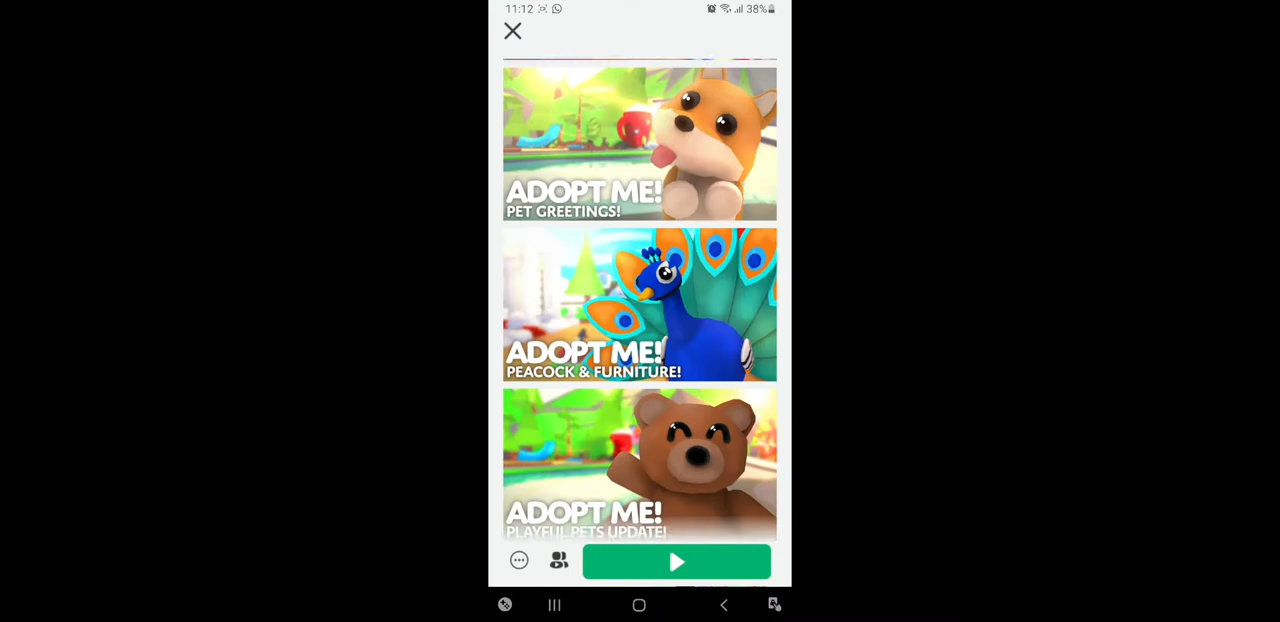 11:12
38%
ADOPT ME!
PET GREETINGS!
ADOPT ME!
PEACOCK & FURNITURE!
ADOPT ME!
PLAYFUL PETS UPDATE!